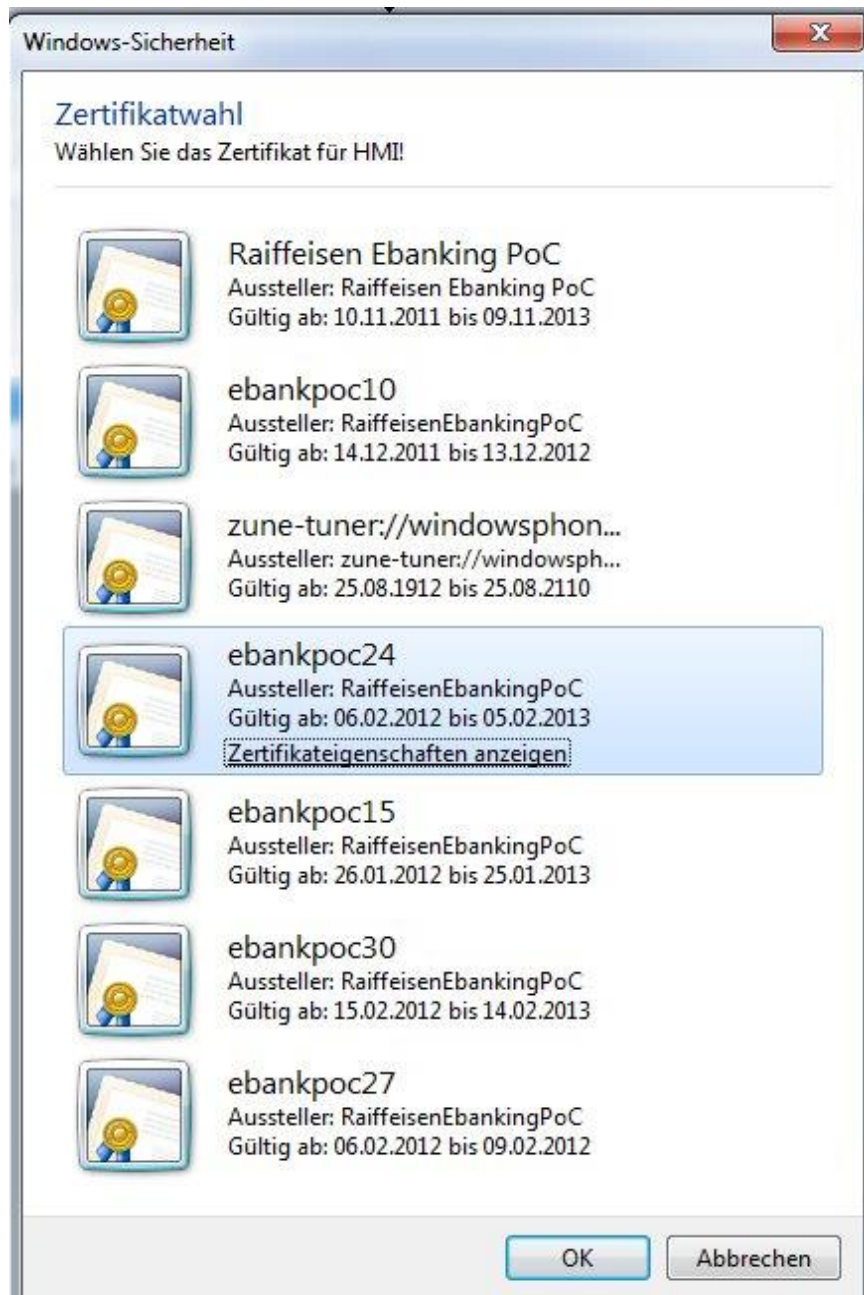 Windows-Sicherheit
Zertifikatwahl
Wählen Sie das Zertifikat für HMI!
Raiffeisen Ebanking PoC
Aussteller: Raiffeisen Ebanking PoC
Gültig ab: 10.11.2011 bis 09.11.2013
ebankpoc10
Aussteller: RaiffeisenEbankingPoC
Gültig ab: 14.12.2011 bis 13.12.2012
zune-tuner://windowsphon...
Aussteller: zune-tuner://windowsph...
Gültig ab: 25.08.1912 bis 25.08.2110
ebankpoc24
Aussteller: RaiffeisenEbankingPoC
Gültig ab: 06.02.2012 bis 05.02.2013
Zertifikateigenschaften anzeigen
ebankpoc15
Aussteller: RaiffeisenEbankingPoC
Gültig ab: 26.01.2012 bis 25.01.2013
ebankpoc30
Aussteller: RaiffeisenEbankingPoC
Gültig ab: 15.02.2012 bis 14.02.2013
ebankpoc27
Aussteller: RaiffeisenEbankingPoC
Gültig ab: 06.02.2012 bis 09.02.2012
OK Abbrechen